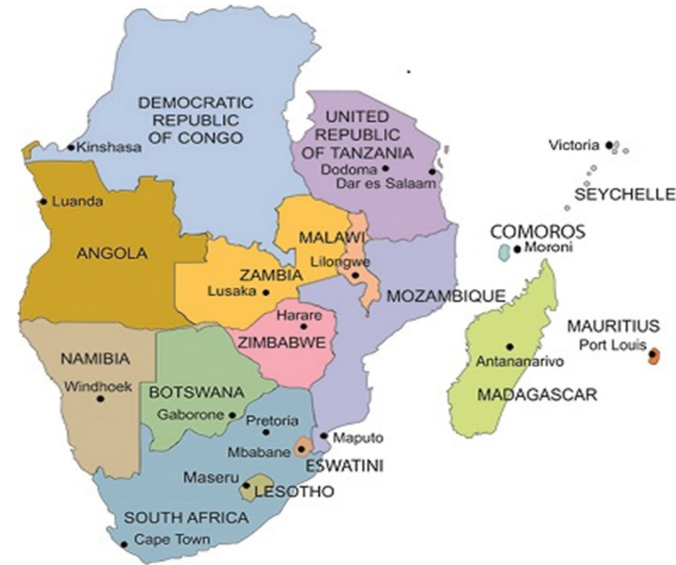 DEMOCRATIC
REPUBLIC
OF CONGO
Kinshasa
UNITED
REPUBLIC
OF TANZANIA
Dodoma
Dar es Salaam
Victoria
SEYCHELLE
Luanda
ANGOLA
MALAWI
Lilongwe
ZAMBIA
Lusaka
COMOROS
Moroni
MOZAMBIQUE
Harare
ZIMBABWE
MAURITIUS
Port Louis
NAMIBIA
Windhoek
BOTSWANA
Gaborone
Antananarivo
MADAGASCAR
Pretoria
Maputo
Mbabane
ESWATINI
Maseru
LESOTHO
SOUTH AFRICA
Cape Town